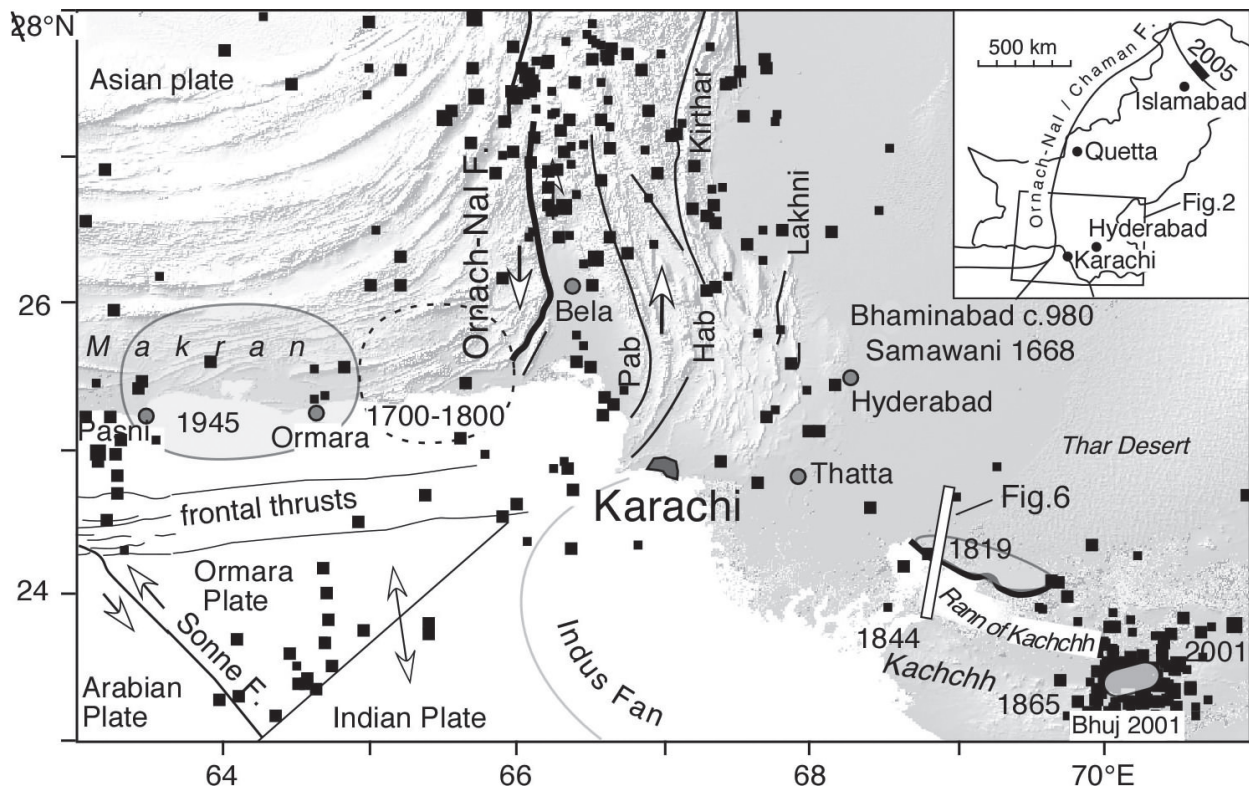 28°N
Asian plate
Ornach-Nal F.
Kirthar
Lakhni
500 km
Ornach-Nal / Chaman F.
2005
Islamabad
Quetta
Fig.2
Hyderabad
Karachi
26
Makran
Bela
Pab
Hab
Bhaminabad c.980
Samawani 1668
Hyderabad
Pasni
1945
Ormara
1700-1800
Thar Desert
Thatta
frontal thrusts
Karachi
Fig.6
1819
24
Ormara
Plate
Sonne F.
Arabian
Plate
Indian Plate
Indus Fan
1844
Rann of Kachchh
Kachchh
2001
1865
Bhuj 2001
64
66
68
70°E